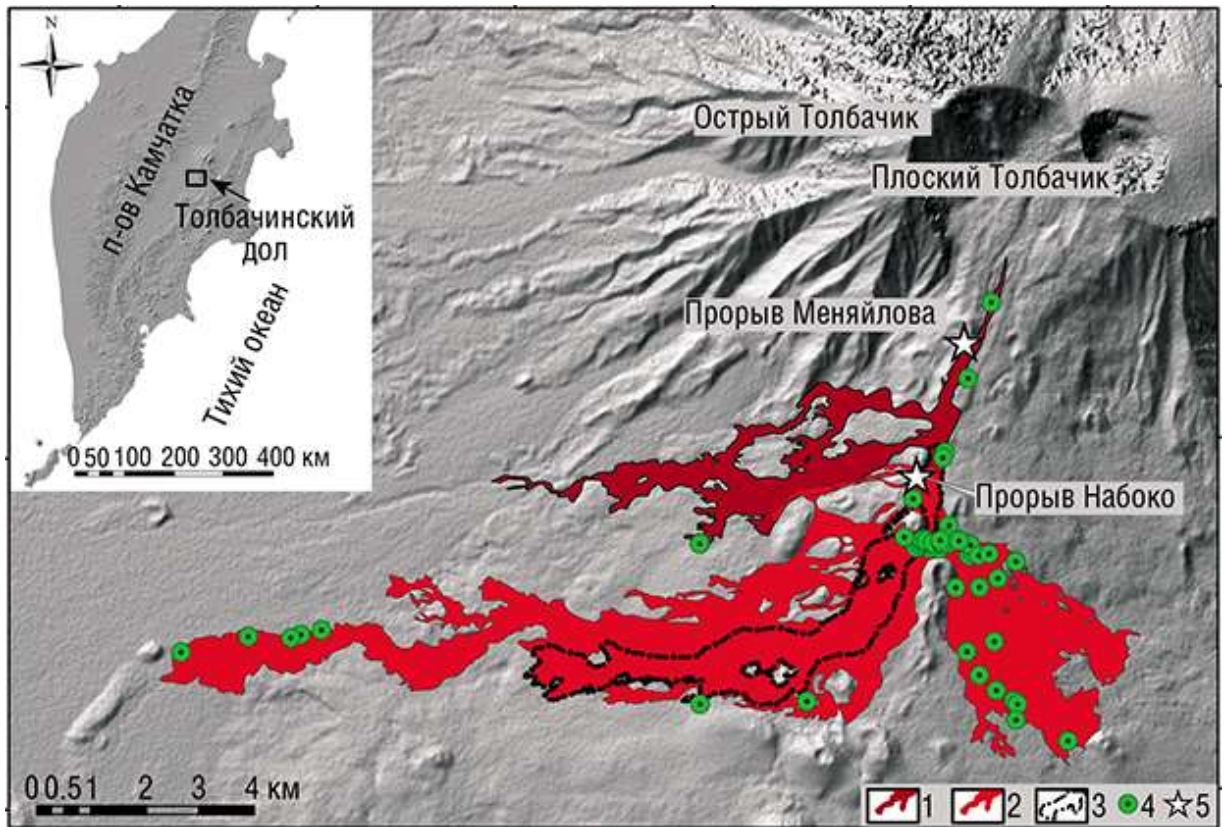 N
п-ов Камчатка
Толбачинский
дол
Тихий океан
0 50 100 200 300 400 км
Острый Толбачик
Плоский Толбачик
Прорыв Меняйлова
Прорыв Набоко
0 0.5 1 2 3 4 км
1 2 3 4 5